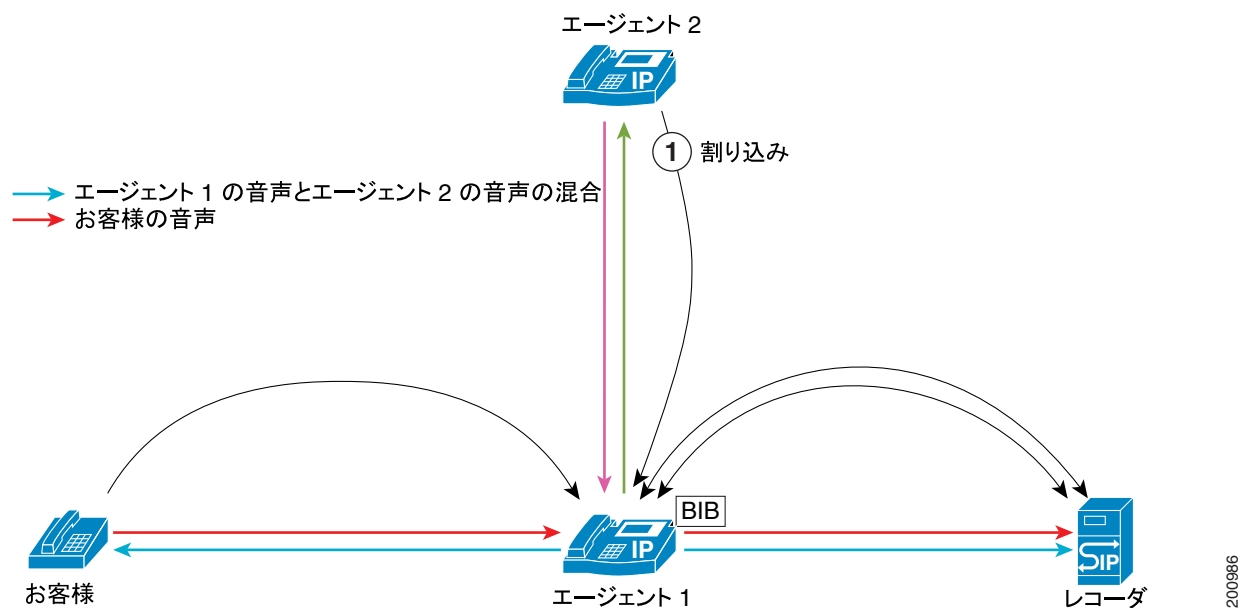 エージェント 2
IP
1 割り込み
エージェント 1 の音声とエージェント 2 の音声の混合
お客様の音声
BIB
IP
SIP
お客様
エージェント 1
レコーダ
200986